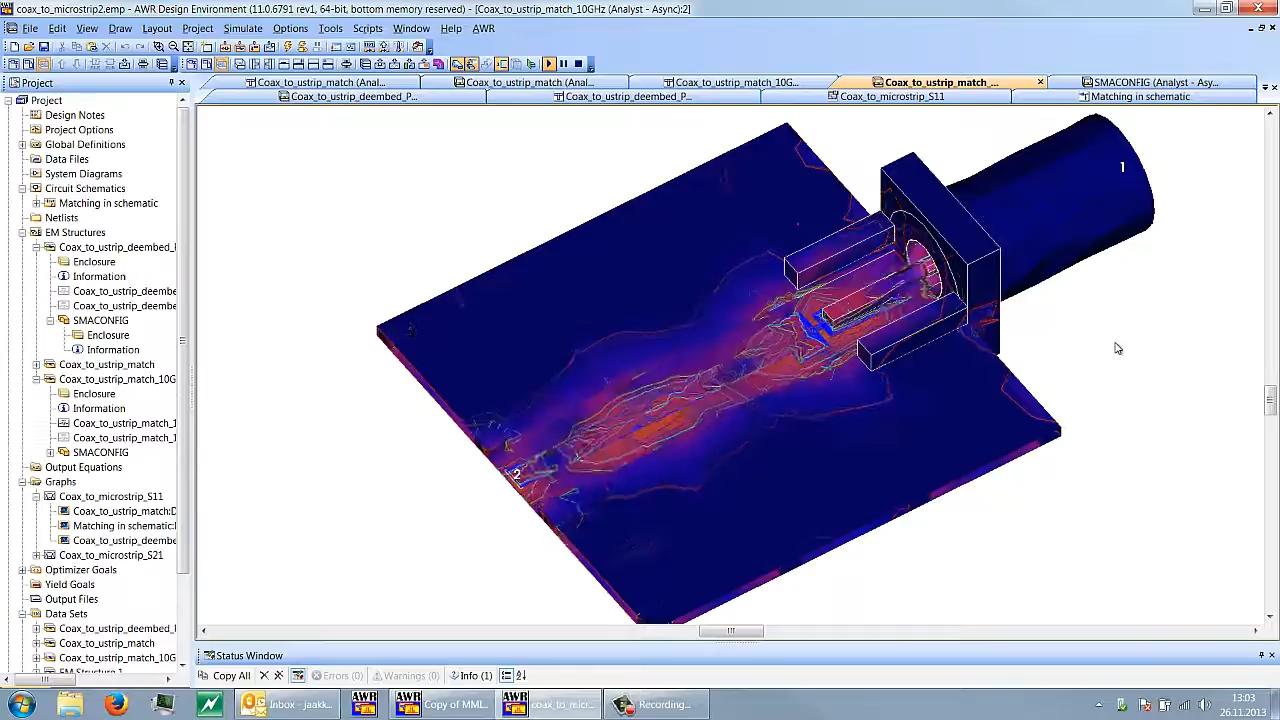 coax_to_microstrip2.emp - AWR Design Environment (11.0.6791 rev1, 64-bit, bottom memory reserved) - [Coax_to_ustrip_match_10GHz (Analyst - Async):2]
File Edit View Draw Layout Project Simulate Options Tools Scripts Window Help AWR
Project
Coax_to_ustrip_match (Anal...
Coax_to_ustrip_match (Anal...
Coax_to_ustrip_match_10G...
Coax_to_ustrip_match_...
SMACONFIG (Analyst - Asy...
Coax_to_ustrip_deembed_P...
Coax_to_ustrip_deembed_P...
Coax_to_microstrip_S11
Matching in schematic
Project
Design Notes
Project Options
Global Definitions
Data Files
System Diagrams
Circuit Schematics
Matching in schematic
Netlists
EM Structures
Coax_to_ustrip_deembed_
Enclosure
Information
Coax_to_ustrip_deembe
Coax_to_ustrip_deembe
SMACONFIG
Enclosure
Information
Coax_to_ustrip_match
Coax_to_ustrip_match_10G
Enclosure
Information
Coax_to_ustrip_match_1
Coax_to_ustrip_match_1
SMACONFIG
Output Equations
Graphs
Coax_to_microstrip_S11
Coax_to_ustrip_match:D
Matching in schematic:
Coax_to_ustrip_deembe
Coax_to_microstrip_S21
Optimizer Goals
Yield Goals
Output Files
Data Sets
Coax_to_ustrip_deembed_
Coax_to_ustrip_match
Coax_to_ustrip_match_10G
EM Structure 1
1
2
Status Window
Copy All Errors (0) Warnings (0) Info (1)
Inbox - jaakk...
AWR
Copy of MML...
coax_to_micr...
Recording...
13:03
26.11.2013